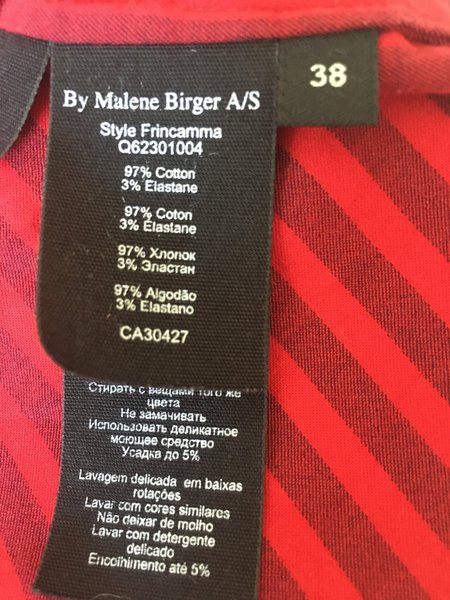 38
By Malene Birger A/S
Style Frincamma
Q62301004
97% Cotton
3% Elastane
97% Coton
3% Elastane
97% Хлопок
3% Эластан
97% Algodão
3% Elastano
CA30427
Стирать с вещами того же
цвета
Не замачивать
Использовать деликатное
моющее средство
Усадка до 5%
Lavagem delicada em baixas
rotações
Lavar com cores similares
Não deixar de molho
Lavar com detergente
delicado
Encolhimento até 5%